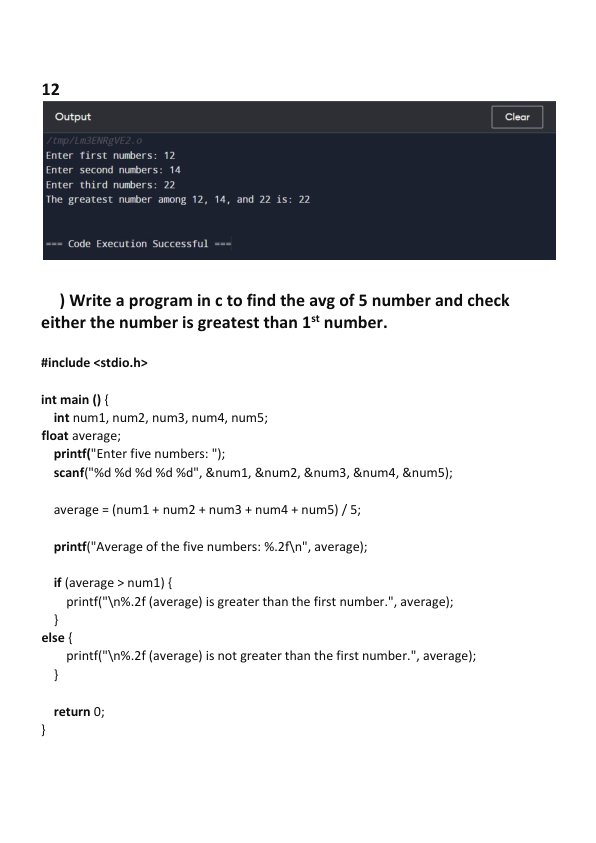 12
Output
Clear
/tmp/Lm3ENRgVE2.o
Enter first numbers: 12
Enter second numbers: 14
Enter third numbers: 22
The greatest number among 12, 14, and 22 is: 22
=== Code Execution Successful ===
) Write a program in c to find the avg of 5 number and check
either the number is greatest than 1st number.
#include <stdio.h>
int main () {
int num1, num2, num3, num4, num5;
float average;
printf("Enter five numbers: ");
scanf("%d %d %d %d %d", &num1, &num2, &num3, &num4, &num5);
average = (num1 + num2 + num3 + num4 + num5) / 5;
printf("Average of the five numbers: %.2f\n", average);
if (average > num1) {
printf("\n%.2f (average) is greater than the first number.", average);
}
else {
printf("\n%.2f (average) is not greater than the first number.", average);
}
return 0;
}